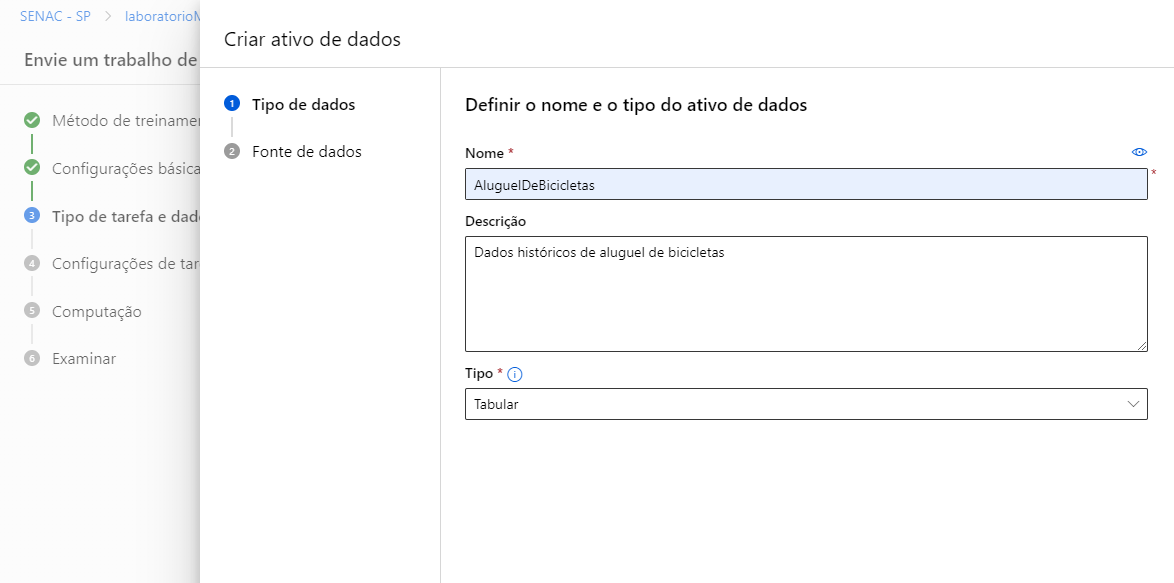 SENAC - SP > laboratorioM
Envie um trabalho de
Método de treinamen
Configurações básica
3 Tipo de tarefa e dado
4 Configurações de tar
5 Computação
6 Examinar
Criar ativo de dados
1 Tipo de dados
2 Fonte de dados
Definir o nome e o tipo do ativo de dados
Nome *
AluguelDeBicicletas
*
Descrição
Dados históricos de aluguel de bicicletas
Tipo *
Tabular